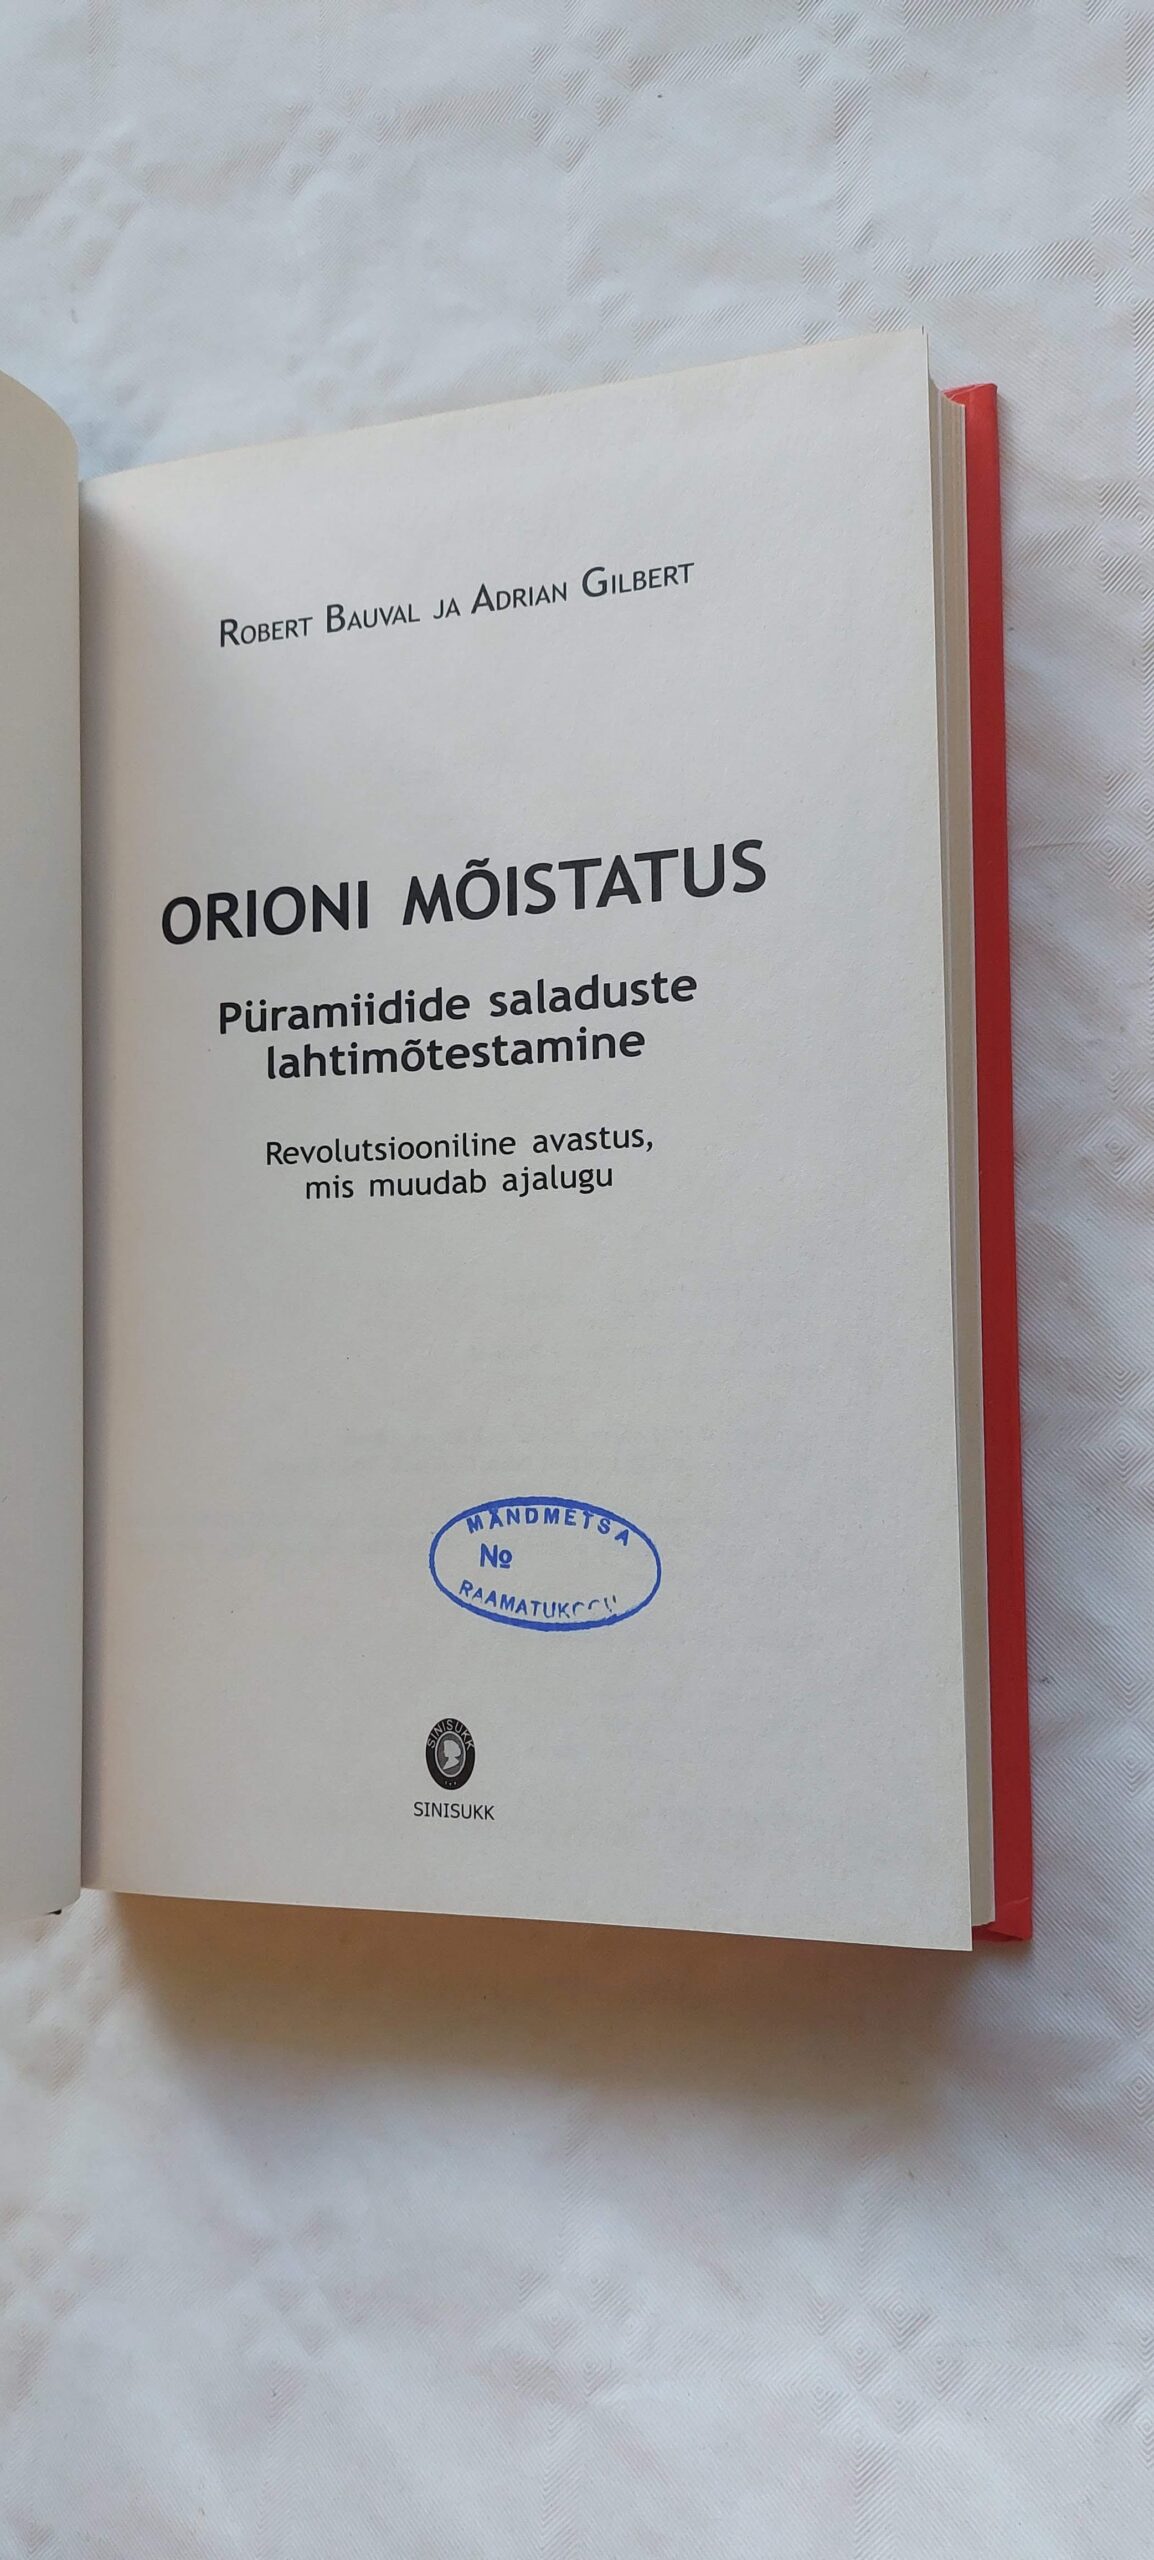 ROBERT BAUVAL JA ADRIAN GILBERT
ORIONI MÕISTATUS
Püramiidide saladuste
lahtimõtestamine
Revolutsiooniline avastus,
mis muudab ajalugu
MÄNDMETSA
№
SINISUKK
SINISUKK